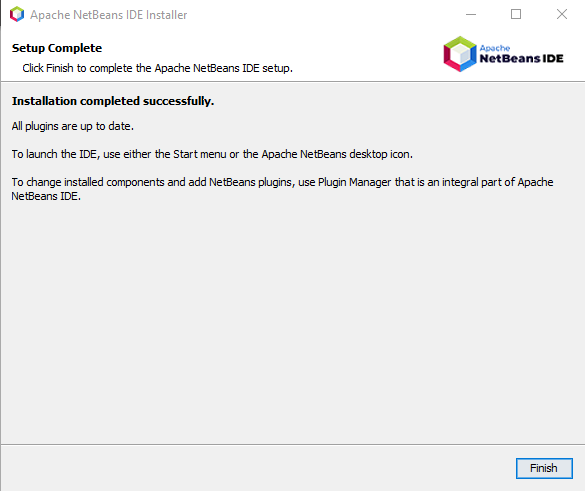 Apache NetBeans IDE Installer
Setup Complete
Click Finish to complete the Apache NetBeans IDE setup.
Apache
NetBeans IDE
Installation completed successfully.
All plugins are up to date.
To launch the IDE, use either the Start menu or the Apache NetBeans desktop icon.
To change installed components and add NetBeans plugins, use Plugin Manager that is an integral part of Apache
NetBeans IDE.
Finish